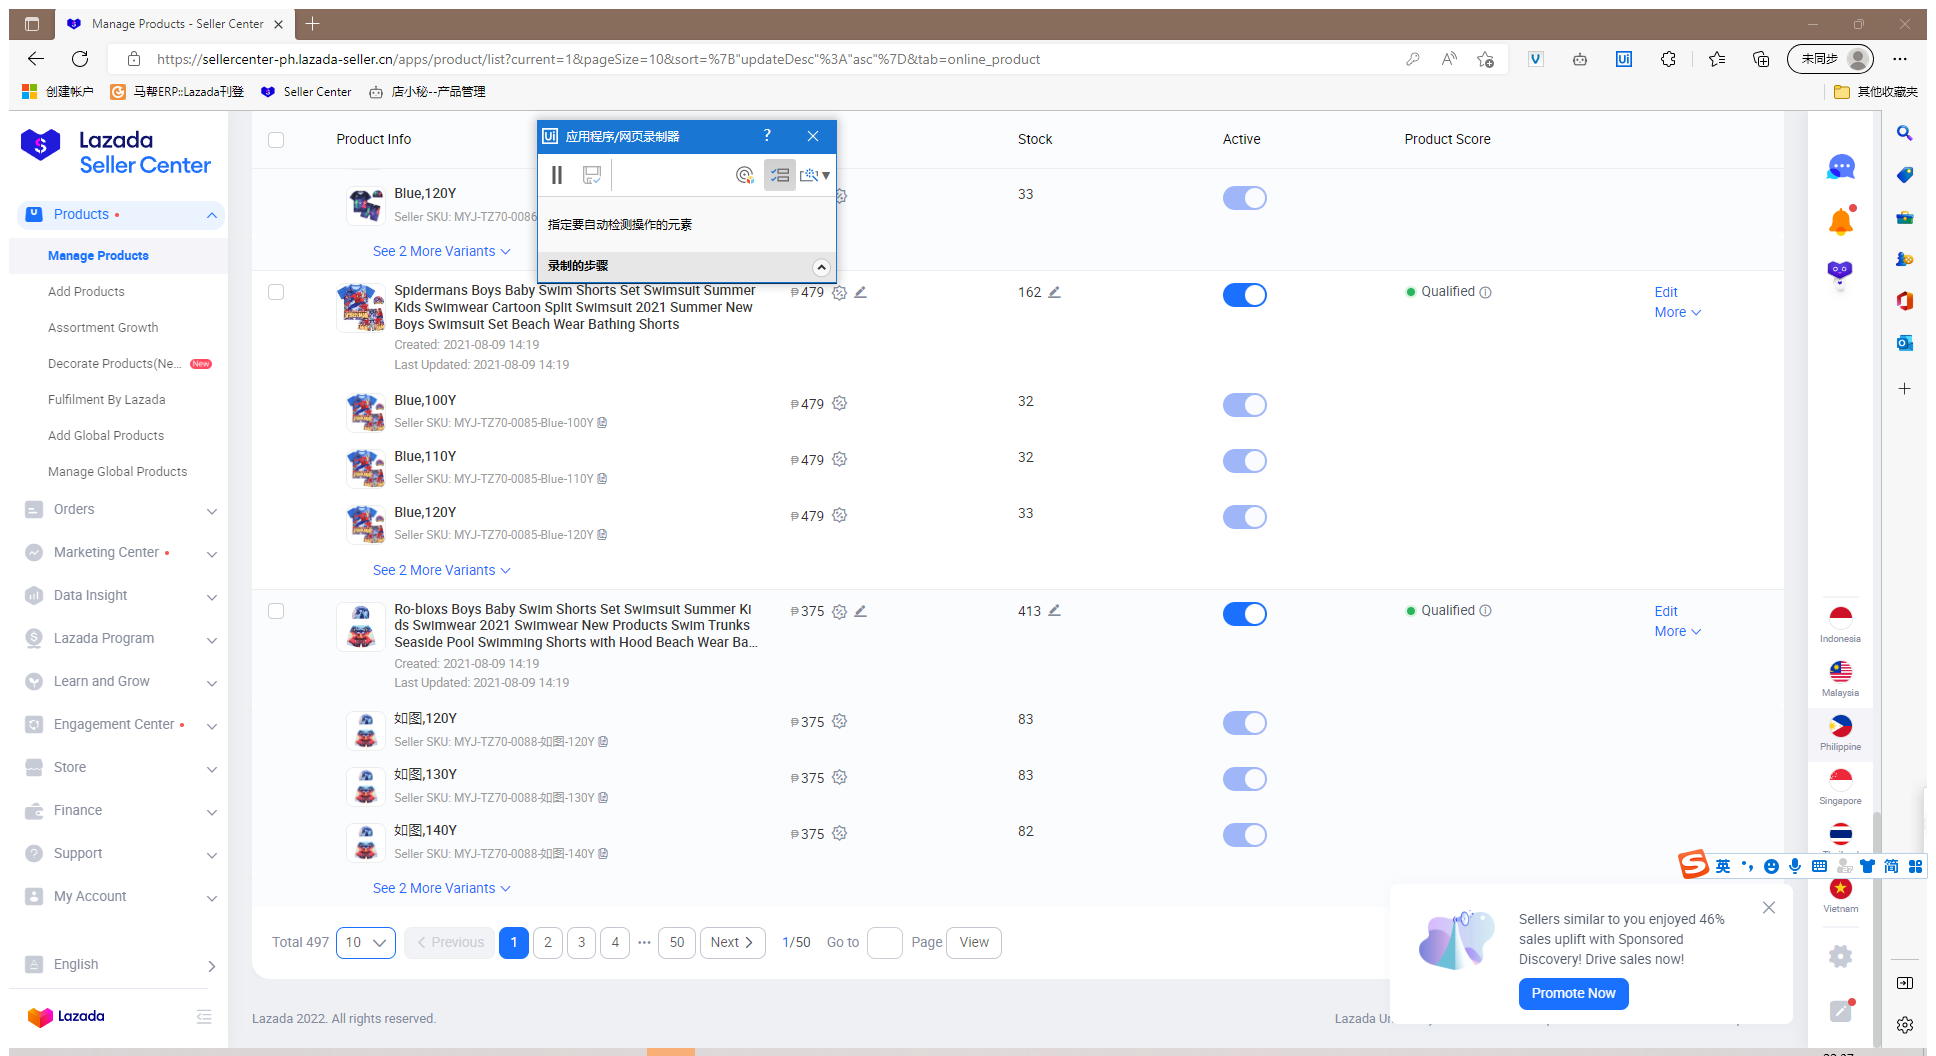 Manage Products - Seller Center
https://sellercenter-ph.lazada-seller.cn/apps/product/list?current=1&pageSize=10&sort=%7B"updateDesc"%3A"asc"%7D&tab=online_product
未同步
创建帐户
马帮ERP::Lazada刊登
Seller Center
店小秘--产品管理
其他收藏夹
Lazada
Seller Center
Products
Manage Products
Add Products
Assortment Growth
Decorate Products(Ne...
New
Fulfilment By Lazada
Add Global Products
Manage Global Products
Orders
Marketing Center
Data Insight
Lazada Program
Learn and Grow
Engagement Center
Store
Finance
Support
My Account
English
Lazada
Product Info
Stock
Active
Product Score
Ui 应用程序/网页录制器 ?
指定要自动检测操作的元素
录制的步骤
Blue,120Y
33
Seller SKU: MYJ-TZ70-0086
See 2 More Variants
Spidermans Boys Baby Swim Shorts Set Swimsuit Summer
Kids Swimwear Cartoon Split Swimsuit 2021 Summer New
Boys Swimsuit Set Beach Wear Bathing Shorts
Created: 2021-08-09 14:19
Last Updated: 2021-08-09 14:19
₱479
162
Qualified
Edit
More
Blue,100Y
Seller SKU: MYJ-TZ70-0085-Blue-100Y
₱479
32
Blue,110Y
Seller SKU: MYJ-TZ70-0085-Blue-110Y
₱479
32
Blue,120Y
Seller SKU: MYJ-TZ70-0085-Blue-120Y
₱479
33
See 2 More Variants
Ro-bloxs Boys Baby Swim Shorts Set Swimsuit Summer Ki
ds Swimwear 2021 Swimwear New Products Swim Trunks
Seaside Pool Swimming Shorts with Hood Beach Wear Ba...
Created: 2021-08-09 14:19
Last Updated: 2021-08-09 14:19
₱375
413
Qualified
Edit
More
如图,120Y
Seller SKU: MYJ-TZ70-0088-如图-120Y
₱375
83
如图,130Y
Seller SKU: MYJ-TZ70-0088-如图-130Y
₱375
83
如图,140Y
Seller SKU: MYJ-TZ70-0088-如图-140Y
₱375
82
See 2 More Variants
Total 497 10 Previous 1 2 3 4 ··· 50 Next 1/50 Go to Page View
Lazada 2022. All rights reserved.
Lazada Un
Sellers similar to you enjoyed 46%
sales uplift with Sponsored
Discovery! Drive sales now!
Promote Now
Indonesia
Malaysia
Philippine
Singapore
英
简
Vietnam